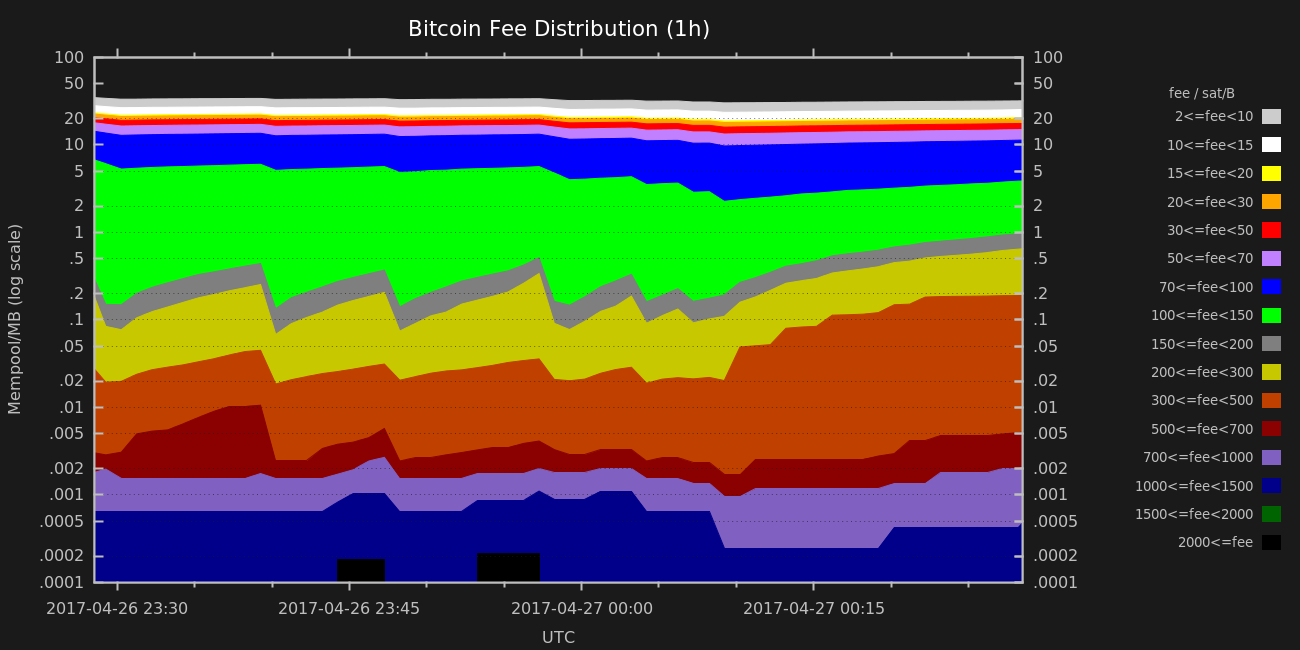 Bitcoin Fee Distribution (1h)
Mempool/MB (log scale)
100
50
20
10
5
2
1
.5
.2
.1
.05
.02
.01
.005
.002
.001
.0005
.0002
.0001
100
50
20
10
5
2
1
.5
.2
.1
.05
.02
.01
.005
.002
.001
.0005
.0002
.0001
2017-04-26 23:30 2017-04-26 23:45 2017-04-27 00:00 2017-04-27 00:15
UTC
fee / sat/B
2<=fee<10
10<=fee<15
15<=fee<20
20<=fee<30
30<=fee<50
50<=fee<70
70<=fee<100
100<=fee<150
150<=fee<200
200<=fee<300
300<=fee<500
500<=fee<700
700<=fee<1000
1000<=fee<1500
1500<=fee<2000
2000<=fee